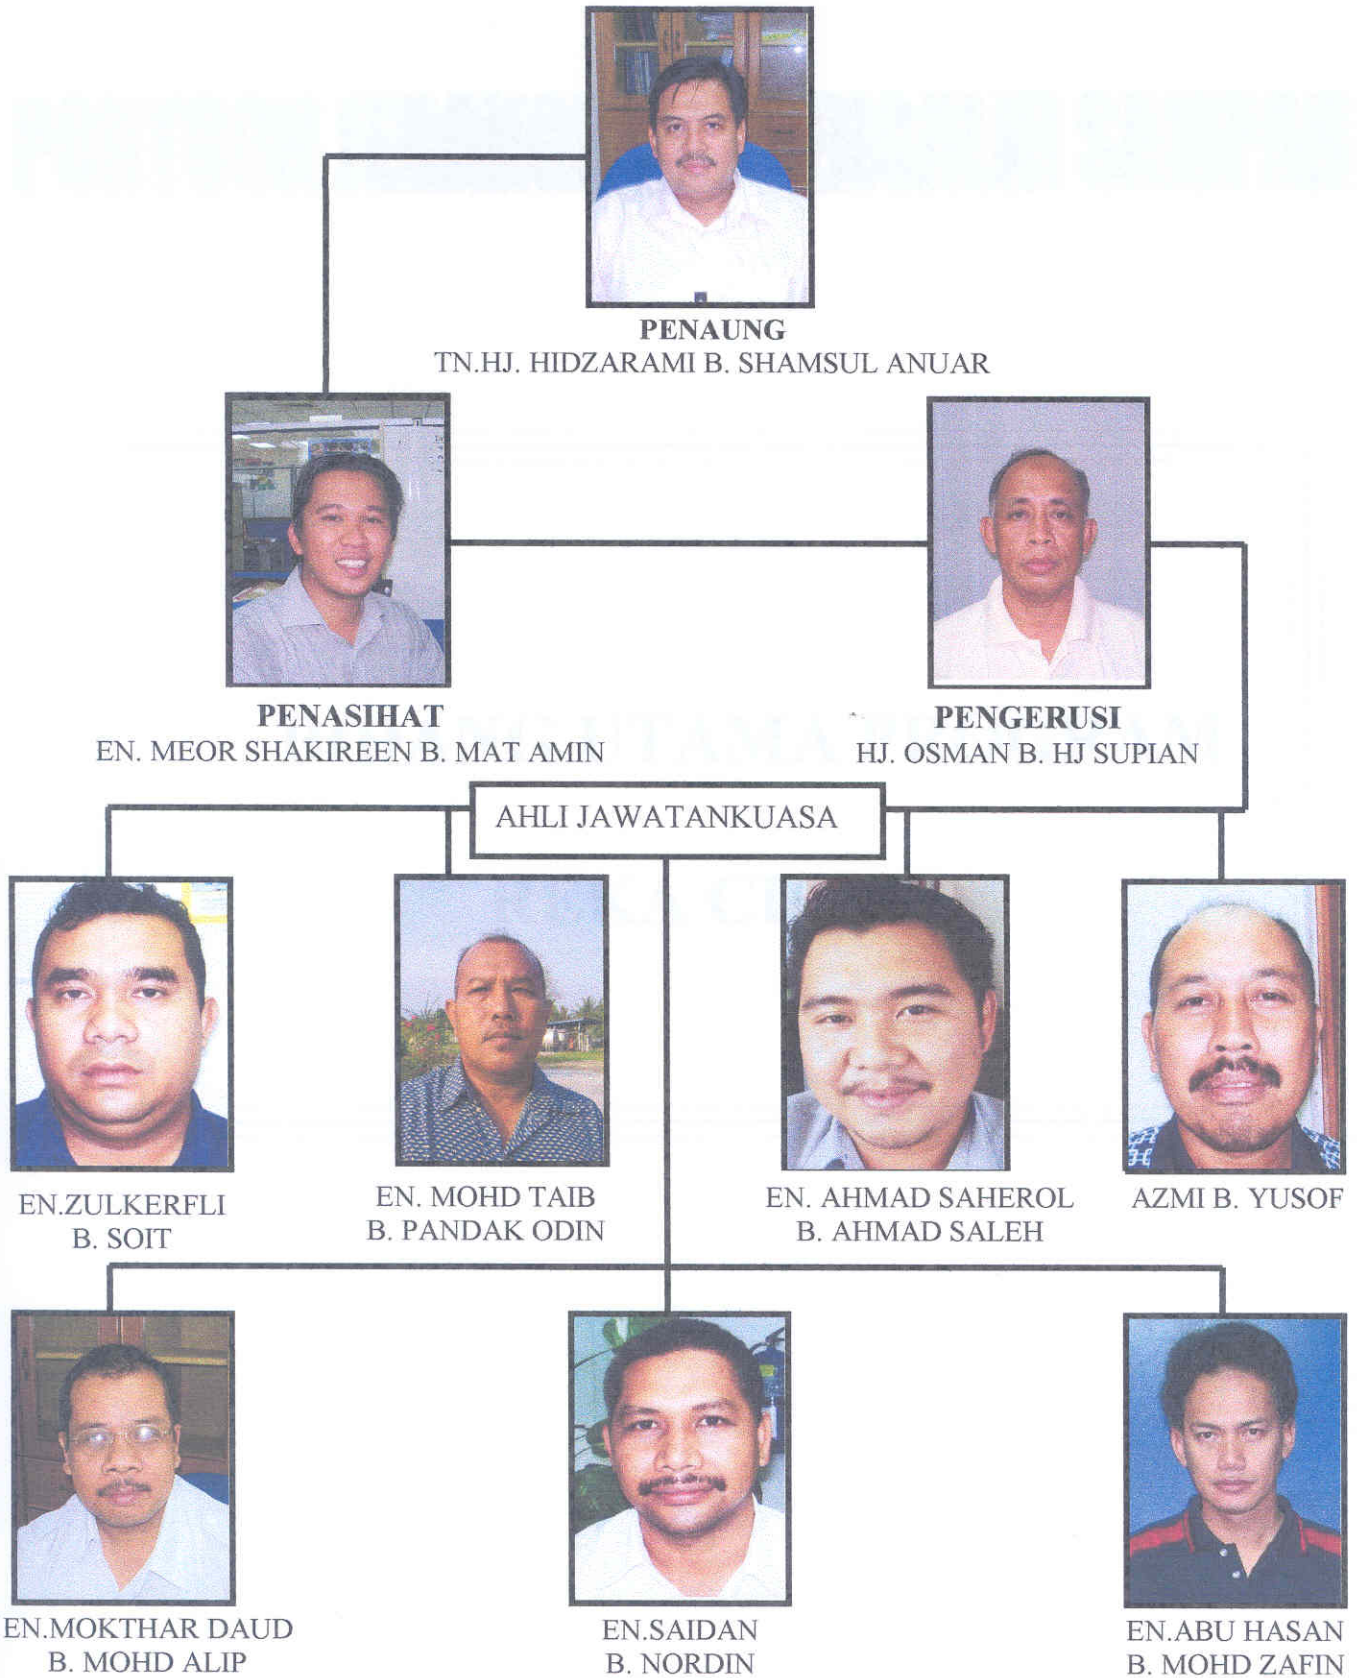 PENAUNG
TN.HJ. HIDZARAMI B. SHAMSUL ANUAR
PENASIHAT
EN. MEOR SHAKIREEN B. MAT AMIN
PENGERUSI
HJ. OSMAN B. HJ SUPIAN
AHLI JAWATANKUASA
EN.ZULKERFLI
B. SOIT
EN. MOHD TAIB
B. PANDAK ODIN
EN. AHMAD SAHEROL
B. AHMAD SALEH
AZMI B. YUSOF
EN.MOKTHAR DAUD
B. MOHD ALIP
EN.SAIDAN
B. NORDIN
EN.ABU HASAN
B. MOHD ZAFIN